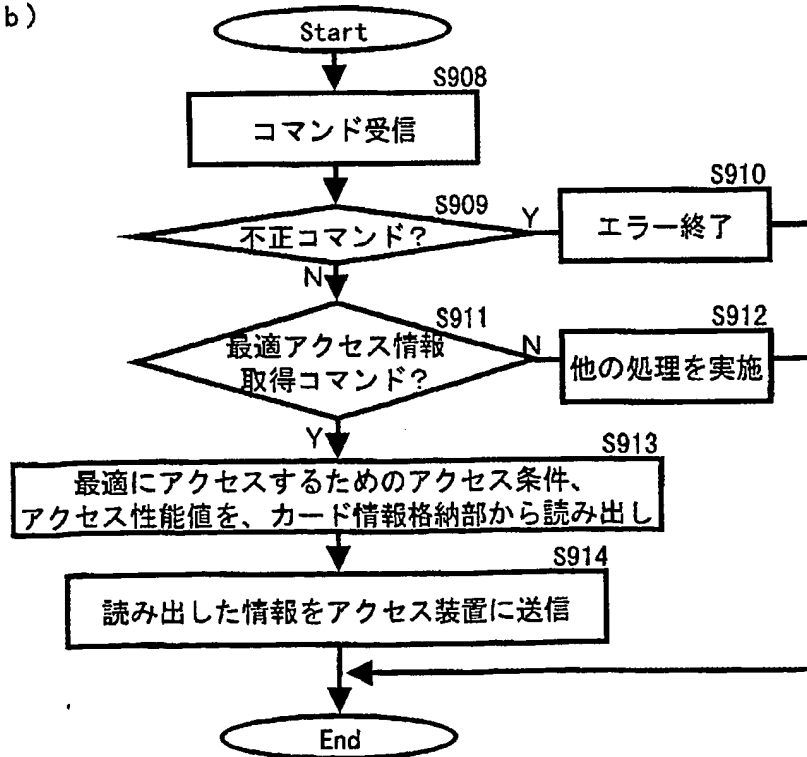 b)
Start
S908
コマンド受信
S909
不正コマンド?
Y
N
S910
エラー終了
S911
最適アクセス情報
取得コマンド?
N
Y
S912
他の処理を実施
S913
最適にアクセスするためのアクセス条件、
アクセス性能値を、カード情報格納部から読み出し
S914
読み出した情報をアクセス装置に送信
End